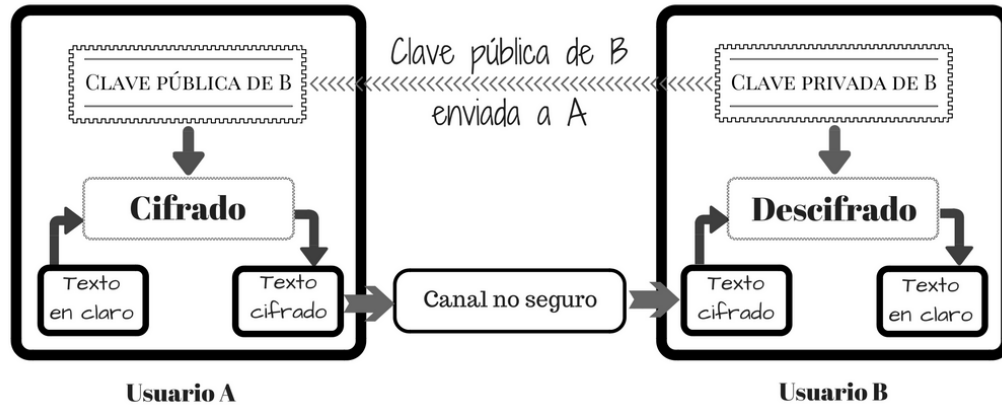 CLAVE PÚBLICA DE B
Clave pública de B
enviada a A
CLAVE PRIVADA DE B
Cifrado
Descifrado
Texto
en claro
Texto
cifrado
Canal no seguro
Texto
cifrado
Texto
en claro
Usuario A
Usuario B